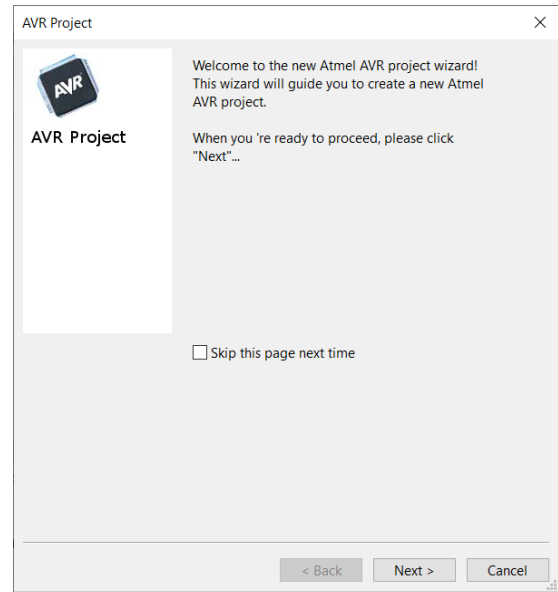 AVR Project
AVR
AVR Project
Welcome to the new Atmel AVR project wizard!
This wizard will guide you to create a new Atmel
AVR project.
When you 're ready to proceed, please click
"Next"...
Skip this page next time
< Back
Next >
Cancel